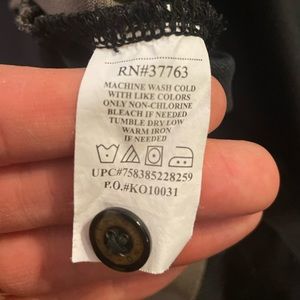 RN#37763
MACHINE WASH COLD
WITH LIKE COLORS
ONLY NON-CHLORINE
BLEACH IF NEEDED
TUMBLE DRY LOW
WARM IRON
IF NEEDED
UPC#758385228259
P.O.#KO10031